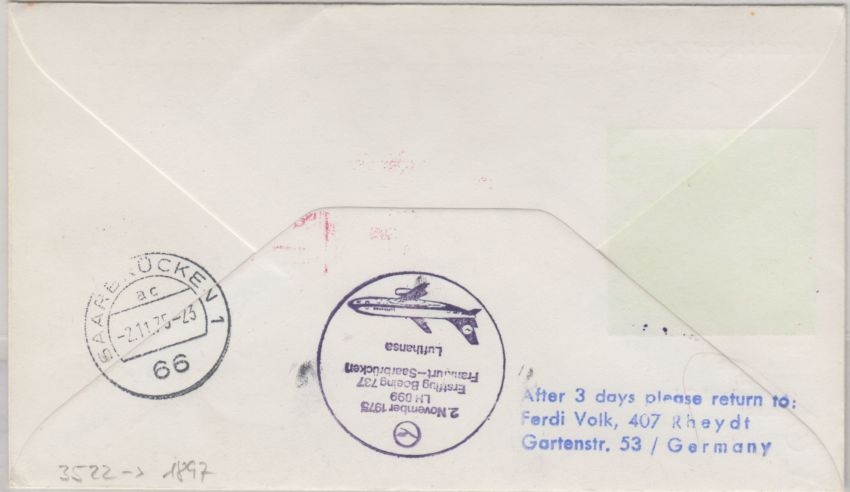 SAARBRÜCKEN 1
ac
-2.11.75-23
66
Lufthansa
Frankfurt-Saarbrücken
Erstflug Boeing 737
LH 699
2. November 1975
After 3 days please return to:
Ferdi Volk, 407 Rheydt
Gartenstr. 53 / Germany
3522 -> 1897